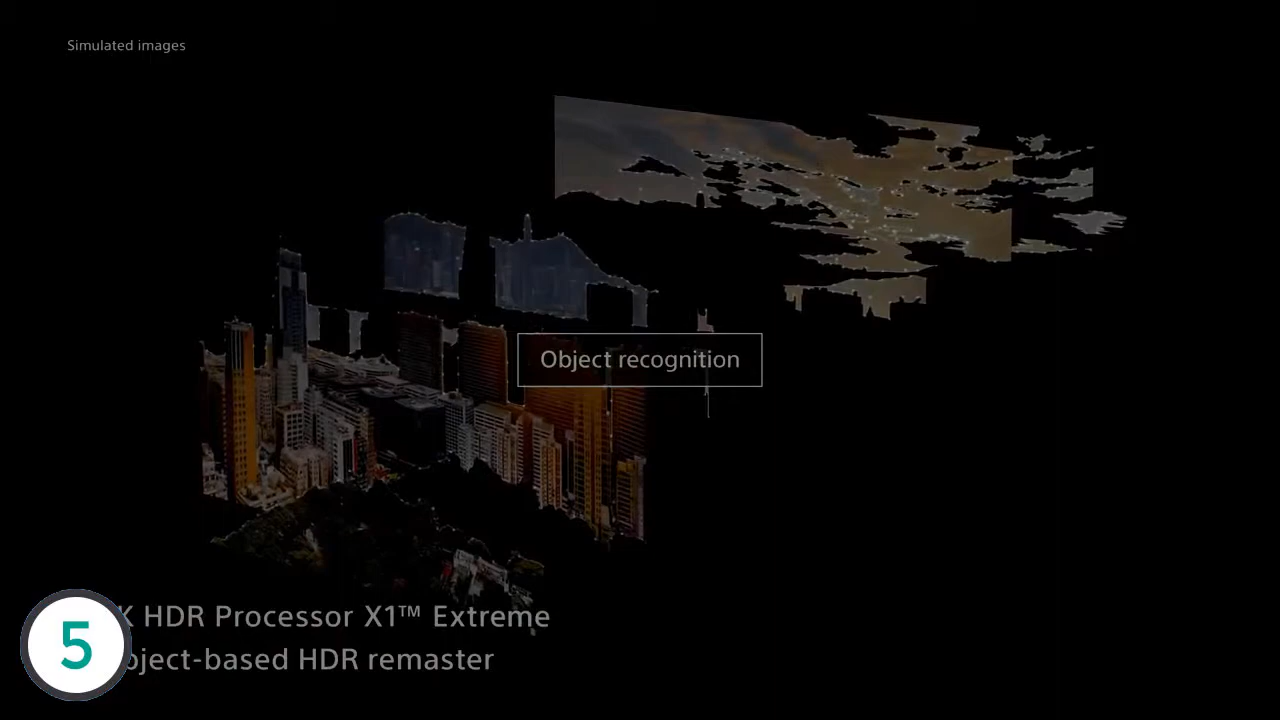 Simulated images
Object recognition
K HDR Processor X1™ Extreme
bject-based HDR remaster
5